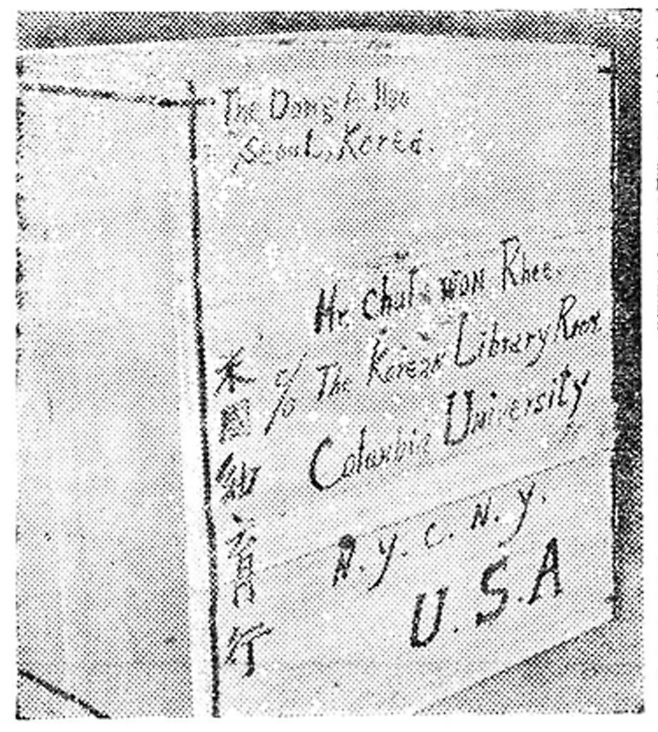 The Dong A Ilbo
Seoul, Korea.
Mr. Chul Won Rhee.
c/o The Korean Library Room
Columbia University
N.Y.C. N.Y.
U.S.A
米國紐育行